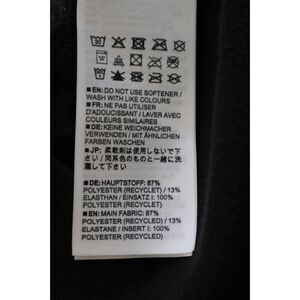 ■EN: DO NOT USE SOFTENER /
WASH WITH LIKE COLOURS
■FR: NE PAS UTILISER
D'ADOUCISSANT / LAVER AVEC
COULEURS SIMILAIRES
■DE: KEINE WEICHMACHER
VERWENDEN / MIT ÄHNLICHEN
FARBEN WASCHEN
■JP: 柔軟剤は使用しないで下
さい / 同系色のものと一緒に洗
濯して下さい
■DE: HAUPTSTOFF: 87%
POLYESTER (RECYCLET) / 13%
ELASTHAN / EINSATZ I: 100%
POLYESTER (RECYCLET)
■EN: MAIN FABRIC: 87%
POLYESTER (RECYCLED) / 13%
ELASTANE / INSERT I: 100%
POLYESTER (RECYCLED)